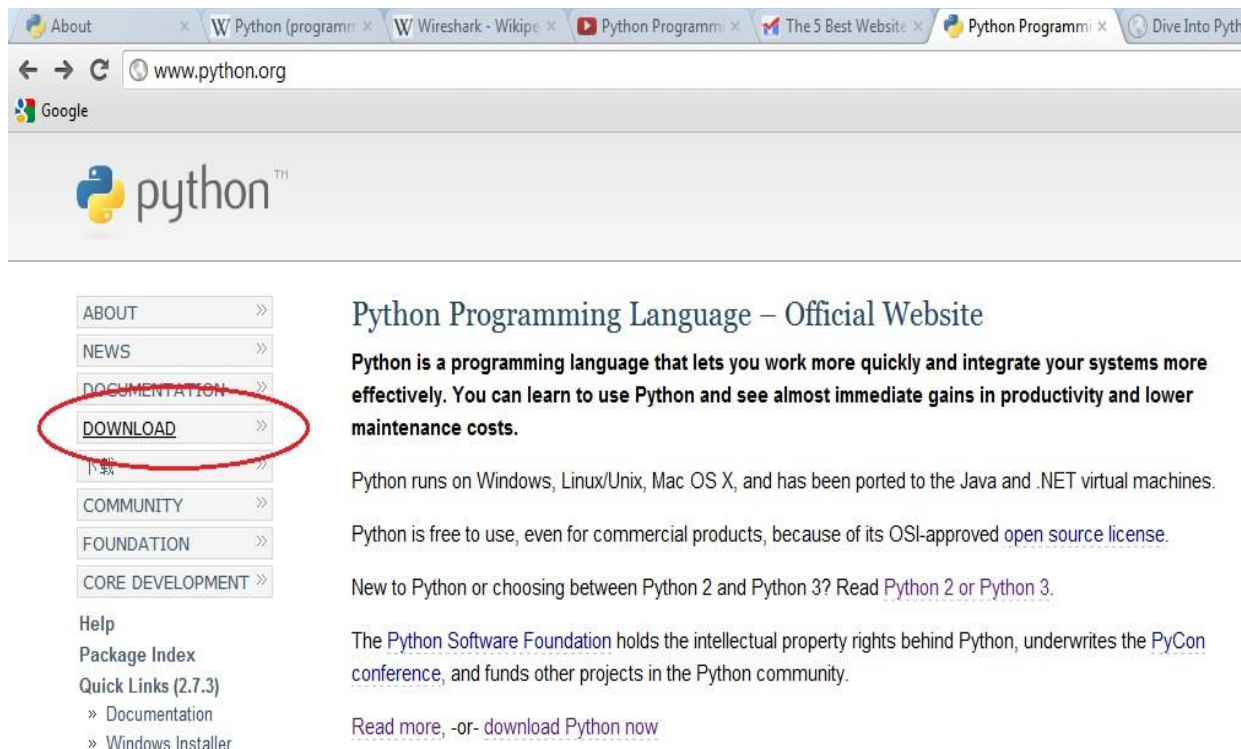 About
Python (programm
Wireshark - Wikipe
Python Programmi
The 5 Best Website
Python Programmi
Dive Into Pyth
www.python.org
Google
python™
ABOUT
NEWS
DOCUMENTATION
DOWNLOAD
下载
COMMUNITY
FOUNDATION
CORE DEVELOPMENT
Help
Package Index
Quick Links (2.7.3)
» Documentation
» Windows Installer
Python Programming Language – Official Website
Python is a programming language that lets you work more quickly and integrate your systems more
effectively. You can learn to use Python and see almost immediate gains in productivity and lower
maintenance costs.
Python runs on Windows, Linux/Unix, Mac OS X, and has been ported to the Java and .NET virtual machines.
Python is free to use, even for commercial products, because of its OSI-approved open source license.
New to Python or choosing between Python 2 and Python 3? Read Python 2 or Python 3.
The Python Software Foundation holds the intellectual property rights behind Python, underwrites the PyCon
conference, and funds other projects in the Python community.
Read more, -or- download Python now